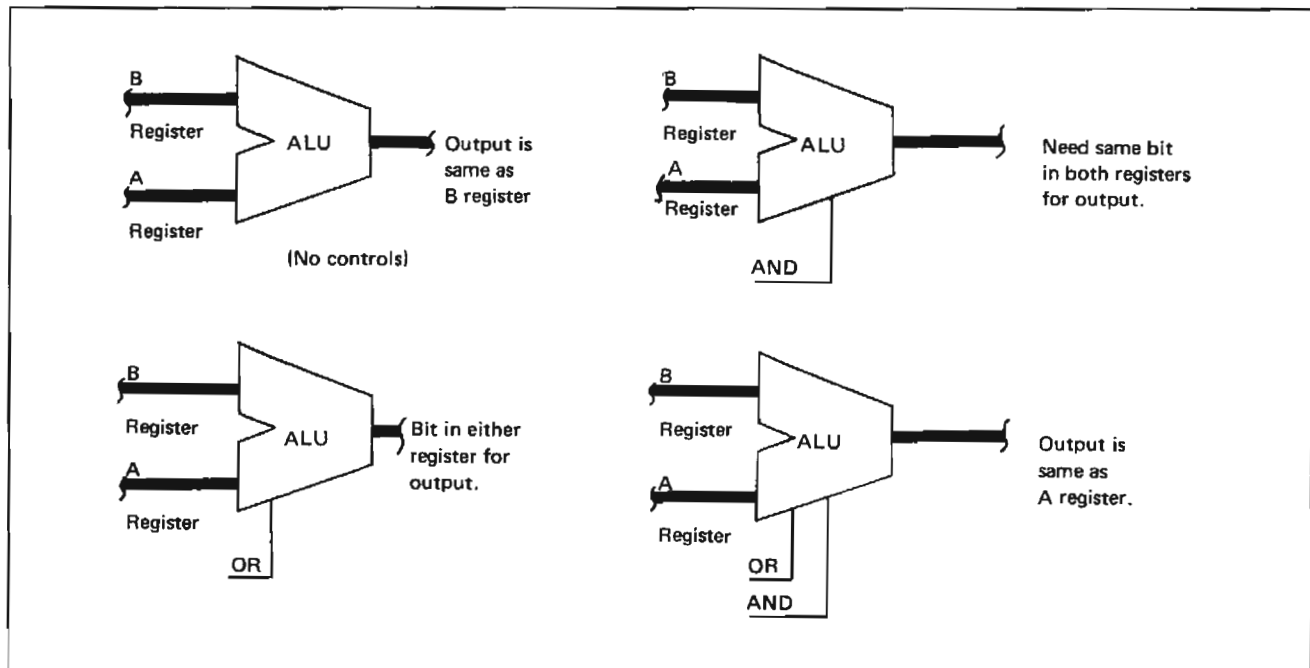 B
Register
ALU
A
Register
Output is
same as
B register
(No controls)
B
Register
ALU
A
Register
AND
Need same bit
in both registers
for output.
B
Register
ALU
A
Register
OR
Bit in either
register for
output.
B
Register
ALU
A
Register
OR
AND
Output is
same as
A register.